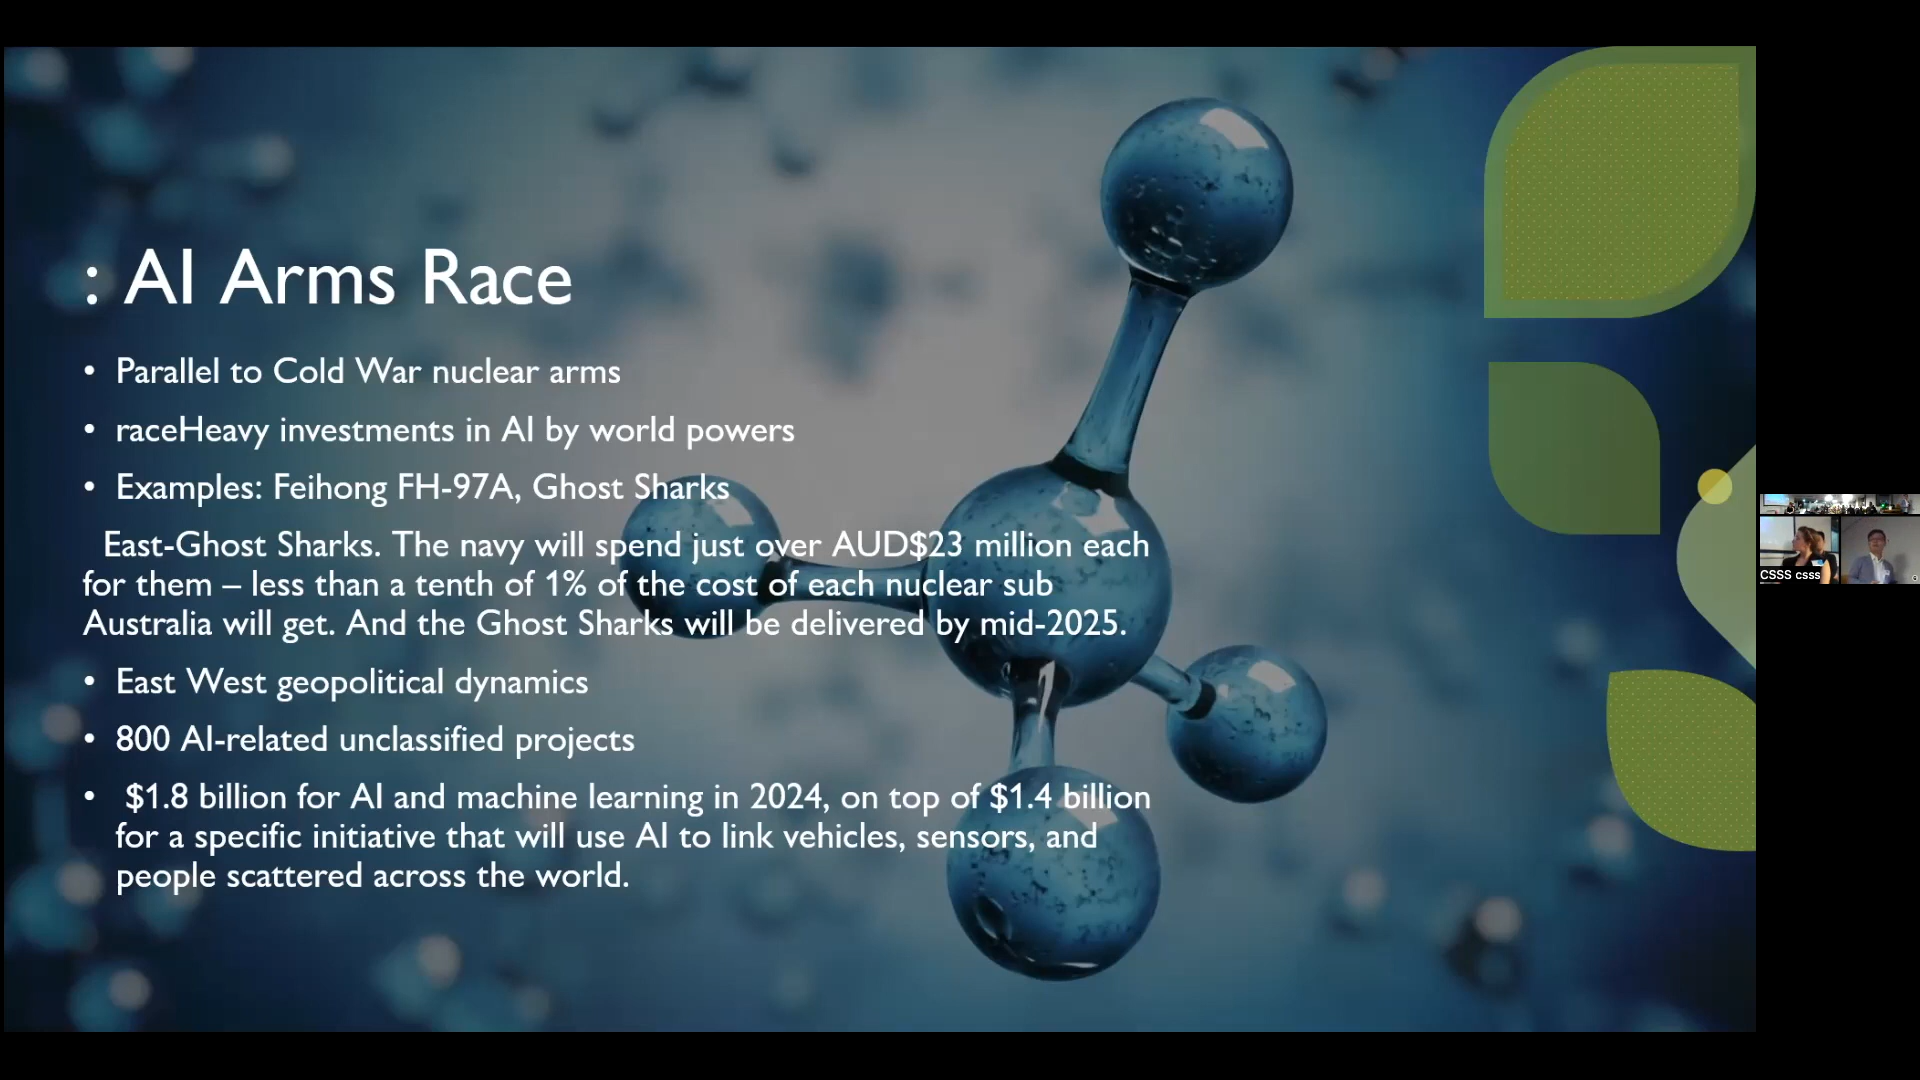 : AI Arms Race
• Parallel to Cold War nuclear arms
• raceHeavy investments in AI by world powers
• Examples: Feihong FH-97A, Ghost Sharks
East-Ghost Sharks. The navy will spend just over AUD$23 million each
for them – less than a tenth of 1% of the cost of each nuclear sub
Australia will get. And the Ghost Sharks will be delivered by mid-2025.
• East West geopolitical dynamics
• 800 AI-related unclassified projects
• $1.8 billion for AI and machine learning in 2024, on top of $1.4 billion
for a specific initiative that will use AI to link vehicles, sensors, and
people scattered across the world.
CSSS csss